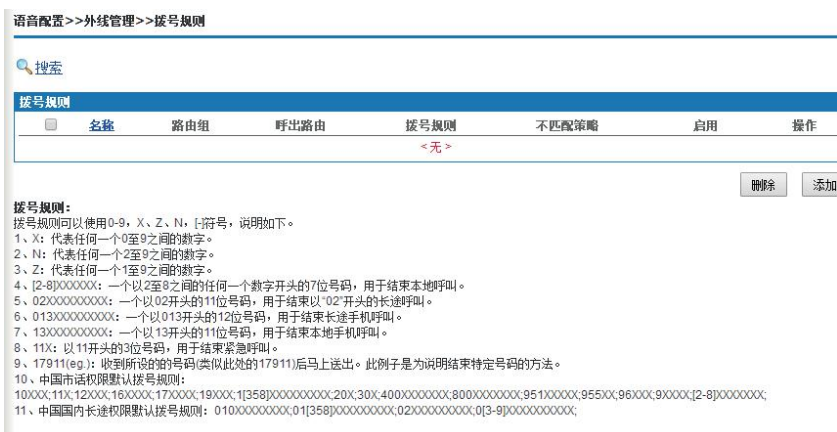 语音配置>>外线管理>>拨号规则
搜索
拨号规则
名称 路由组 呼出路由 拨号规则 不匹配策略 启用 操作
<无>
删除 添加
拨号规则：
拨号规则可以使用0-9，X、Z、N，[-]符号，说明如下。
1、X：代表任何一个0至9之间的数字。
2、N：代表任何一个2至9之间的数字。
3、Z：代表任何一个1至9之间的数字。
4、[2-8]XXXXXX：一个以2至8之间的任何一个数字开头的7位号码，用于结束本地呼叫。
5、02XXXXXXXXX：一个以02开头的11位号码，用于结束以“02”开头的长途呼叫。
6、013XXXXXXXXX：一个以013开头的12位号码，用于结束长途手机呼叫。
7、13XXXXXXXXX：一个以13开头的11位号码，用于结束本地手机呼叫。
8、11X：以11开头的3位号码，用于结束紧急呼叫。
9、17911(eg.)：收到所设的的号码(类似此处的17911)后马上送出。此例子是为说明结束特定号码的方法。
10、中国市话权限默认拨号规则：
10XXX;11X;12XXX;16XXXX;17XXXX;19XXX;1[358]XXXXXXXXX;20X;30X;400XXXXXXX;800XXXXXXX;951XXXXX;955XX;96XXX;9XXXX;[2-8]XXXXXXX;
11、中国国内长途权限默认拨号规则：010XXXXXXXX;01[358]XXXXXXXXX;02XXXXXXXXX;0[3-9]XXXXXXXXXX;